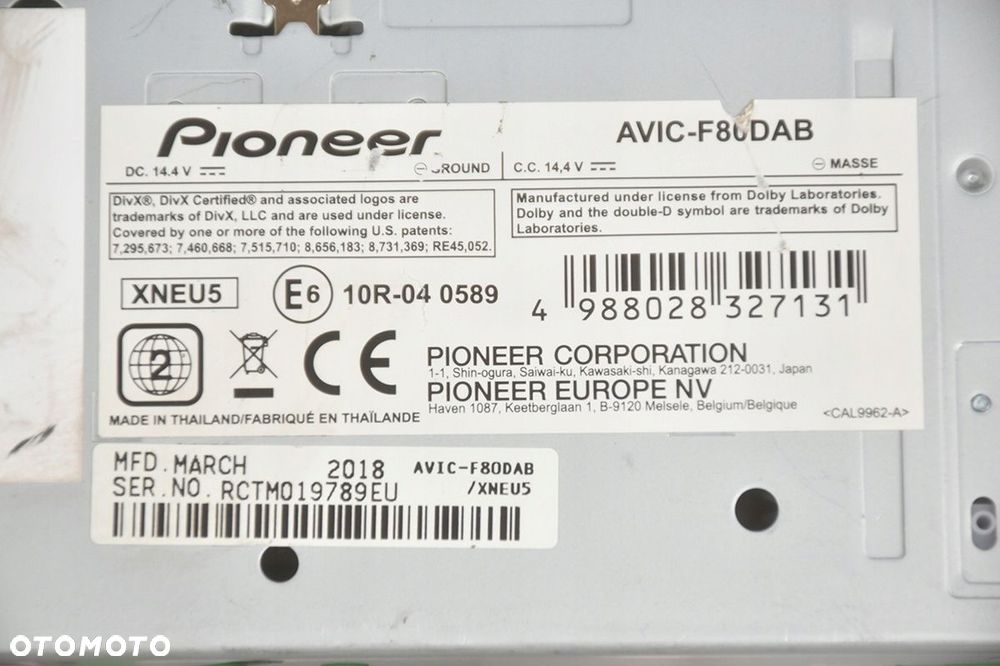 Pioneer
AVIC-F80DAB
DC. 14.4 V ⎓ ⊖ GROUND
C.C. 14,4 V ⎓ ⊖ MASSE
DivX®, DivX Certified® and associated logos are
trademarks of DivX, LLC and are used under license.
Covered by one or more of the following U.S. patents:
7,295,673; 7,460,668; 7,515,710; 8,656,183; 8,731,369; RE45,052.
Manufactured under license from Dolby Laboratories.
Dolby and the double-D symbol are trademarks of Dolby
Laboratories.
XNEU5
E6
10R-04 0589
4 988028 327131
2
CE
PIONEER CORPORATION
1-1, Shin-ogura, Saiwai-ku, Kawasaki-shi, Kanagawa 212-0031, Japan
PIONEER EUROPE NV
Haven 1087, Keetberglaan 1, B-9120 Melsele, Belgium/Belgique
MADE IN THAILAND/FABRIQUÉ EN THAÏLANDE
<CAL9962-A>
MFD. MARCH 2018 AVIC-F80DAB
SER.NO. RCTM019789EU /XNEU5
OTOMOTO